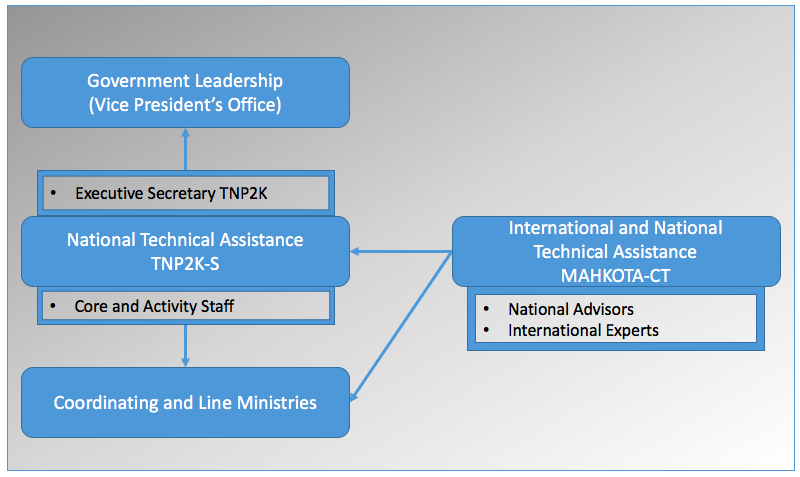 Government Leadership
(Vice President’s Office)
• Executive Secretary TNP2K
National Technical Assistance
TNP2K-S
• Core and Activity Staff
Coordinating and Line Ministries
International and National
Technical Assistance
MAHKOTA-CT
• National Advisors
• International Experts